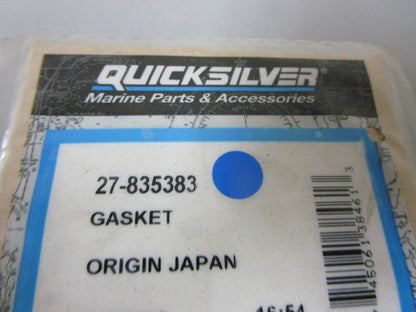 QUICKSILVER®
Marine Parts & Accessories
27-835383
GASKET
ORIGIN JAPAN